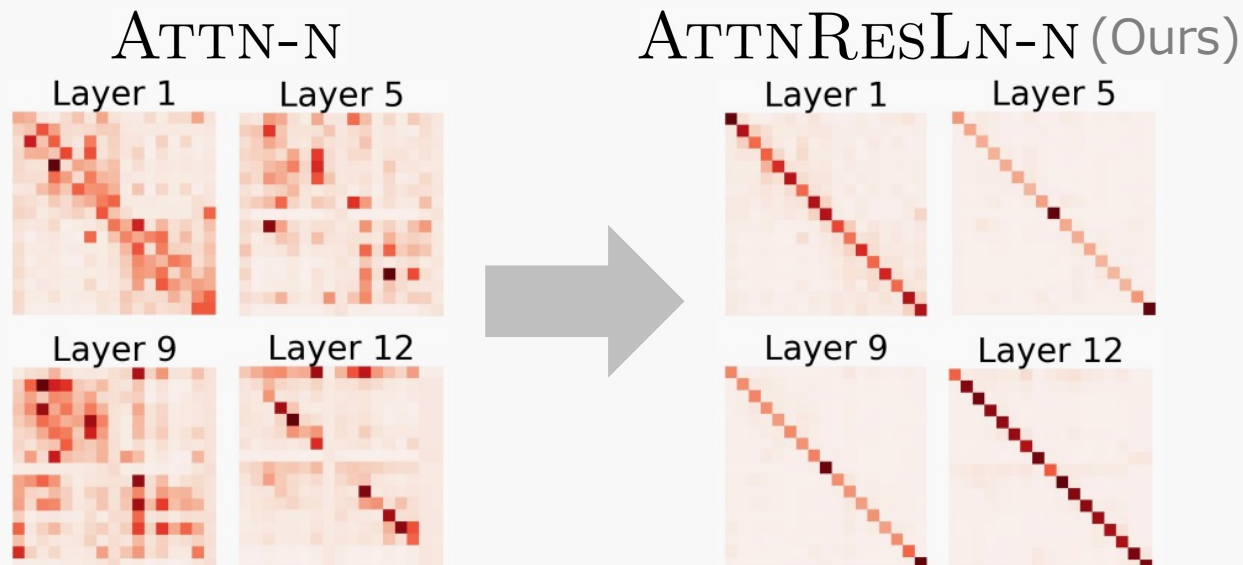 ATTN-N
ATTNRESLN-N (Ours)
Layer 1
Layer 5
Layer 1
Layer 5
Layer 9
Layer 12
Layer 9
Layer 12